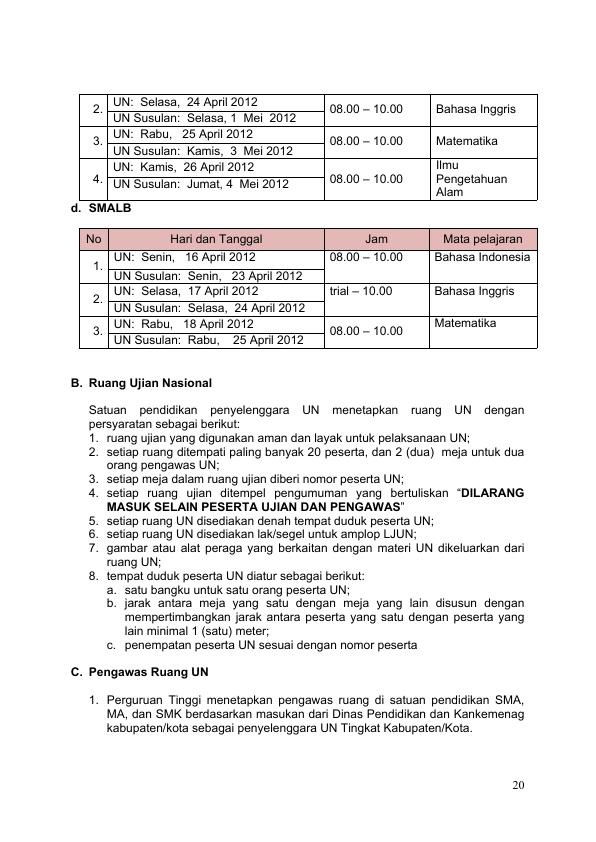 2. UN: Selasa, 24 April 2012 08.00 – 10.00 Bahasa Inggris
UN Susulan: Selasa, 1 Mei 2012
3. UN: Rabu, 25 April 2012 08.00 – 10.00 Matematika
UN Susulan: Kamis, 3 Mei 2012
4. UN: Kamis, 26 April 2012 08.00 – 10.00 Ilmu
Pengetahuan
Alam
UN Susulan: Jumat, 4 Mei 2012
d. SMALB
No Hari dan Tanggal Jam Mata pelajaran
1. UN: Senin, 16 April 2012 08.00 – 10.00 Bahasa Indonesia
UN Susulan: Senin, 23 April 2012
2. UN: Selasa, 17 April 2012 trial – 10.00 Bahasa Inggris
UN Susulan: Selasa, 24 April 2012
3. UN: Rabu, 18 April 2012 08.00 – 10.00 Matematika
UN Susulan: Rabu, 25 April 2012
B. Ruang Ujian Nasional
Satuan pendidikan penyelenggara UN menetapkan ruang UN dengan
persyaratan sebagai berikut:
1. ruang ujian yang digunakan aman dan layak untuk pelaksanaan UN;
2. setiap ruang ditempati paling banyak 20 peserta, dan 2 (dua) meja untuk dua
orang pengawas UN;
3. setiap meja dalam ruang ujian diberi nomor peserta UN;
4. setiap ruang ujian ditempel pengumuman yang bertuliskan “DILARANG
MASUK SELAIN PESERTA UJIAN DAN PENGAWAS”
5. setiap ruang UN disediakan denah tempat duduk peserta UN;
6. setiap ruang UN disediakan lak/segel untuk amplop LJUN;
7. gambar atau alat peraga yang berkaitan dengan materi UN dikeluarkan dari
ruang UN;
8. tempat duduk peserta UN diatur sebagai berikut:
a. satu bangku untuk satu orang peserta UN;
b. jarak antara meja yang satu dengan meja yang lain disusun dengan
mempertimbangkan jarak antara peserta yang satu dengan peserta yang
lain minimal 1 (satu) meter;
c. penempatan peserta UN sesuai dengan nomor peserta
C. Pengawas Ruang UN
1. Perguruan Tinggi menetapkan pengawas ruang di satuan pendidikan SMA,
MA, dan SMK berdasarkan masukan dari Dinas Pendidikan dan Kankemenag
kabupaten/kota sebagai penyelenggara UN Tingkat Kabupaten/Kota.
20